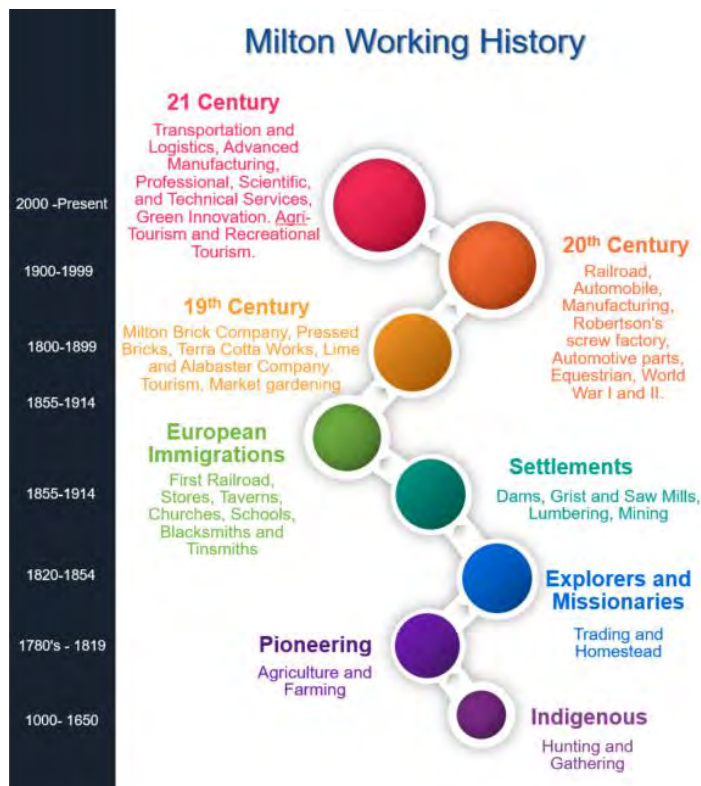 Milton Working History
2000 -Present
21 Century
Transportation and
Logistics, Advanced
Manufacturing,
Professional, Scientific,
and Technical Services,
Green Innovation. Agri-
Tourism and Recreational
Tourism.
1900-1999
20th Century
Railroad,
Automobile,
Manufacturing,
Robertson's
screw factory,
Automotive parts,
Equestrian, World
War I and II.
1800-1899
19th Century
Milton Brick Company, Pressed
Bricks, Terra Cotta Works, Lime
and Alabaster Company.
Tourism, Market gardening
1855-1914
European
Immigrations
First Railroad,
Stores, Taverns,
Churches, Schools,
Blacksmiths and
Tinsmiths
1855-1914
Settlements
Dams, Grist and Saw Mills,
Lumbering, Mining
1820-1854
Explorers and
Missionaries
Trading and
Homestead
1780's - 1819
Pioneering
Agriculture and
Farming
1000- 1650
Indigenous
Hunting and
Gathering